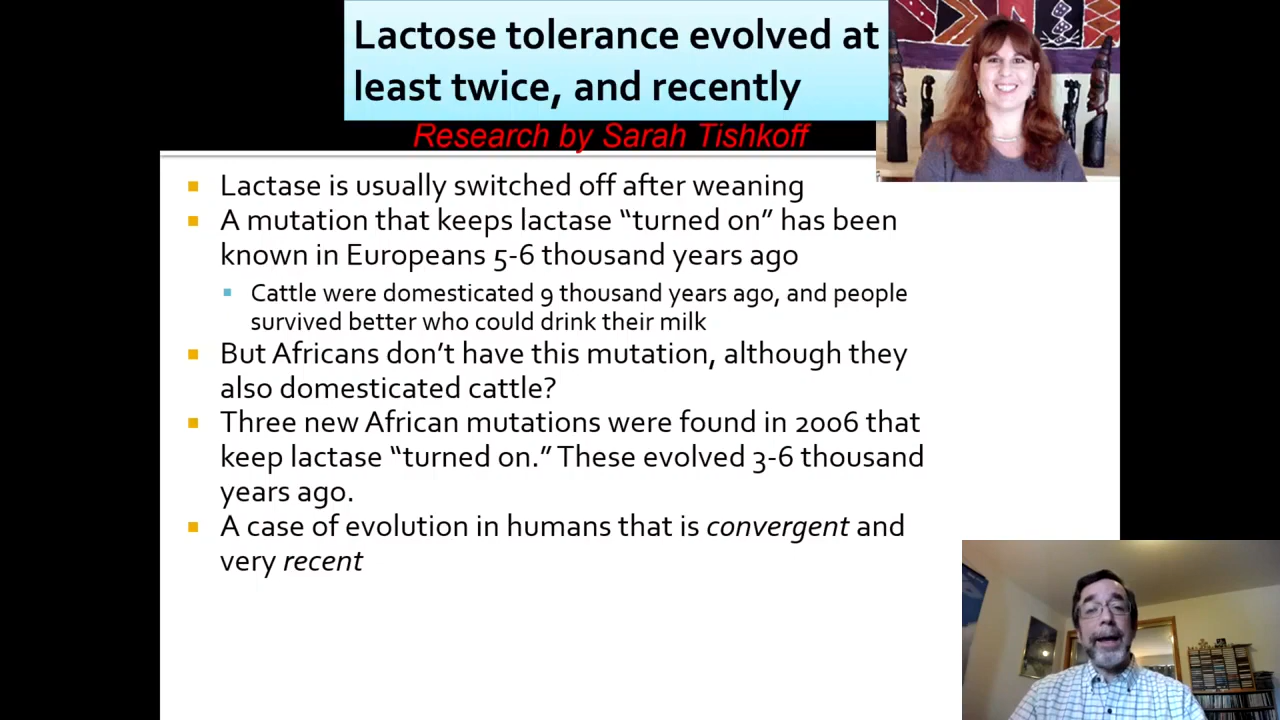 Lactose tolerance evolved at
least twice, and recently
Research by Sarah Tishkoff
Lactase is usually switched off after weaning
A mutation that keeps lactase “turned on” has been
known in Europeans 5-6 thousand years ago
Cattle were domesticated 9 thousand years ago, and people
survived better who could drink their milk
But Africans don’t have this mutation, although they
also domesticated cattle?
Three new African mutations were found in 2006 that
keep lactase “turned on.” These evolved 3-6 thousand
years ago.
A case of evolution in humans that is convergent and
very recent